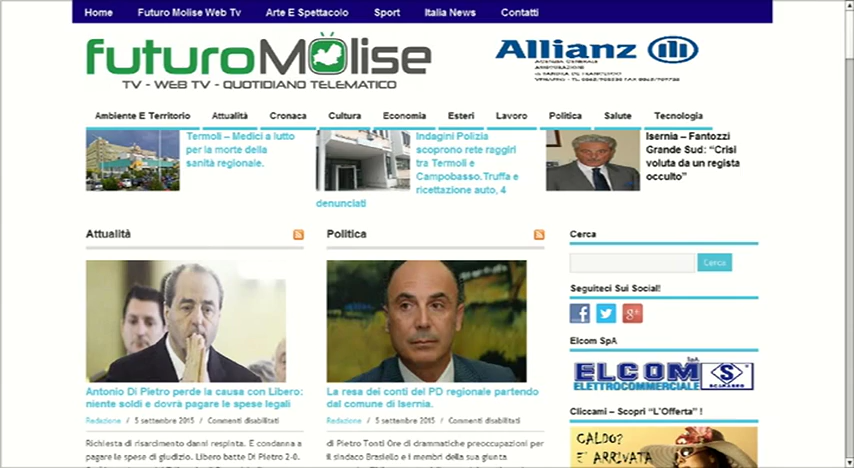 Home Futuro Molise Web Tv Arte E Spettacolo Sport Italia News Contatti
futuroMolise
TV - WEB TV - QUOTIDIANO TELEMATICO
Allianz
Ambiente E Territorio Attualità Cronaca Cultura Economia Esteri Lavoro Politica Salute Tecnologia
Termoli – Medici a lutto
per la morte della
sanità regionale.
Indagini Polizia
scoprono rete raggiri
tra Termoli e
Campobasso.Truffa e
ricettazione auto, 4
denunciati
Isernia – Fantozzi
Grande Sud: “Crisi
voluta da un regista
occulto”
Attualità
Antonio Di Pietro perde la causa con Libero:
niente soldi e dovrà pagare le spese legali
Redazione / 5 settembre 2015 / Commenti disabilitati
Richiesta di risarcimento danni respinta. E condanna a
pagare le spese di giudizio. Libero batte Di Pietro 2-0.
Politica
La resa dei conti del PD regionale partendo
dal comune di Isernia.
Redazione / 5 settembre 2015 / Commenti disabilitati
di Pietro Tonti Ore di drammatiche preoccupazioni per
il sindaco Brasiello e i membri della sua giunta
Cerca
Cerca
Seguiteci Sui Social!
Elcom SpA
ELCOM SpA
ELETTROCOMMERCIALE
Cliccami – Scopri “L'Offerta” !
CALDO?
E' ARRIVATA